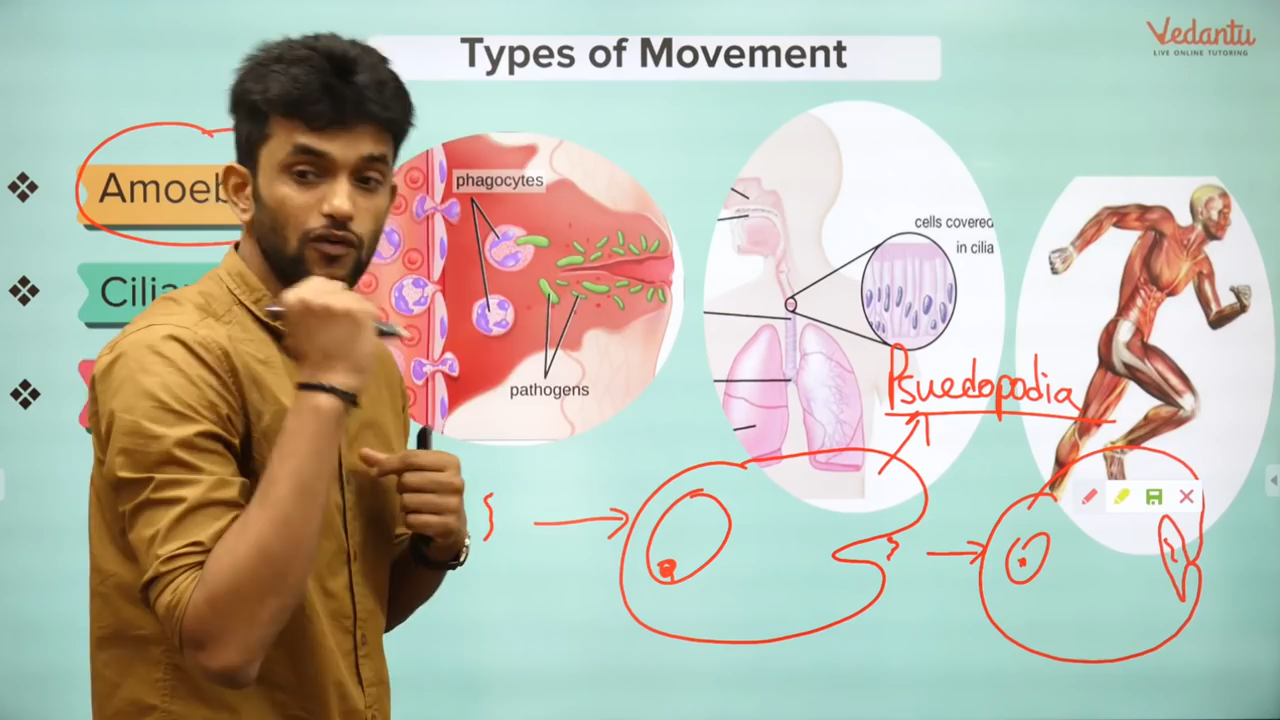 Types of Movement
Vedantu
LIVE ONLINE TUTORING
Amoeb
Cilia
phagocytes
pathogens
cells covered
in cilia
Psuedopodia